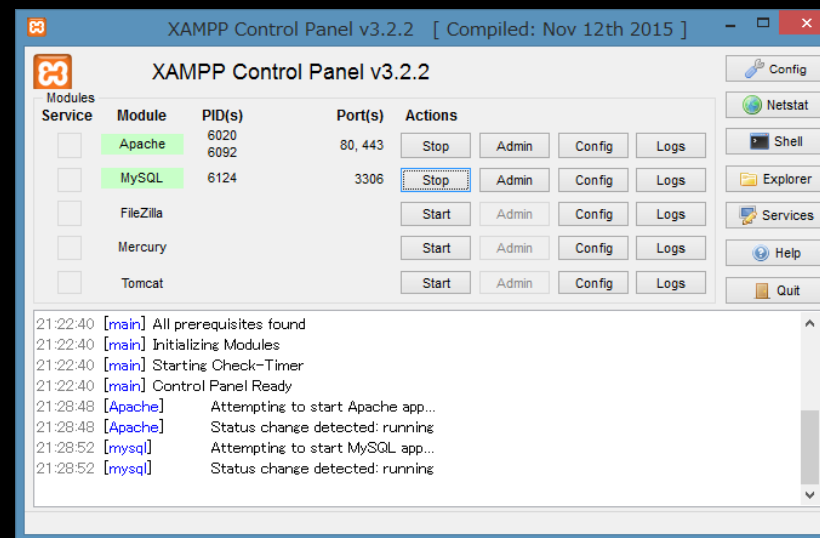 XAMPP Control Panel v3.2.2 [ Compiled: Nov 12th 2015 ]
XAMPP Control Panel v3.2.2
Config
Modules
Service Module PID(s) Port(s) Actions
Netstat
Apache 6020 6092 80, 443 Stop Admin Config Logs
Shell
MySQL 6124 3306 Stop Admin Config Logs
Explorer
FileZilla Start Admin Config Logs
Services
Mercury Start Admin Config Logs
Help
Tomcat Start Admin Config Logs
Quit
21:22:40 [main] All prerequisites found
21:22:40 [main] Initializing Modules
21:22:40 [main] Starting Check-Timer
21:22:40 [main] Control Panel Ready
21:28:48 [Apache] Attempting to start Apache app...
21:28:48 [Apache] Status change detected: running
21:28:52 [mysql] Attempting to start MySQL app...
21:28:52 [mysql] Status change detected: running